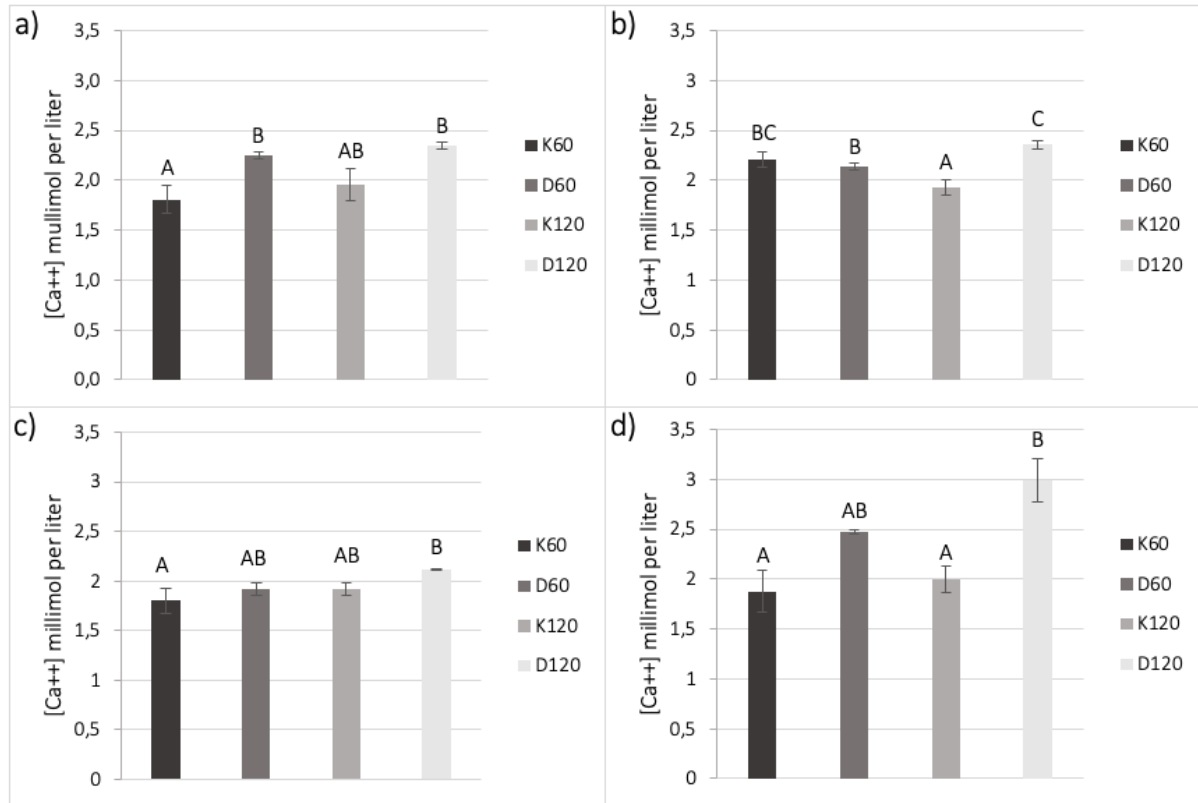 a)
[Ca++] mullimol per liter
3,5
3,0
2,5
2,0
1,5
1,0
0,5
0,0
A
B
AB
B
K60
D60
K120
D120
b)
[Ca++] millimol per liter
3,5
3
2,5
2
1,5
1
0,5
0
BC
B
A
C
K60
D60
K120
D120
c)
[Ca++] millimol per liter
3,5
3
2,5
2
1,5
1
0,5
0
A
AB
AB
B
K60
D60
K120
D120
d)
[Ca++] millimol per liter
3,5
3
2,5
2
1,5
1
0,5
0
A
AB
A
B
K60
D60
K120
D120